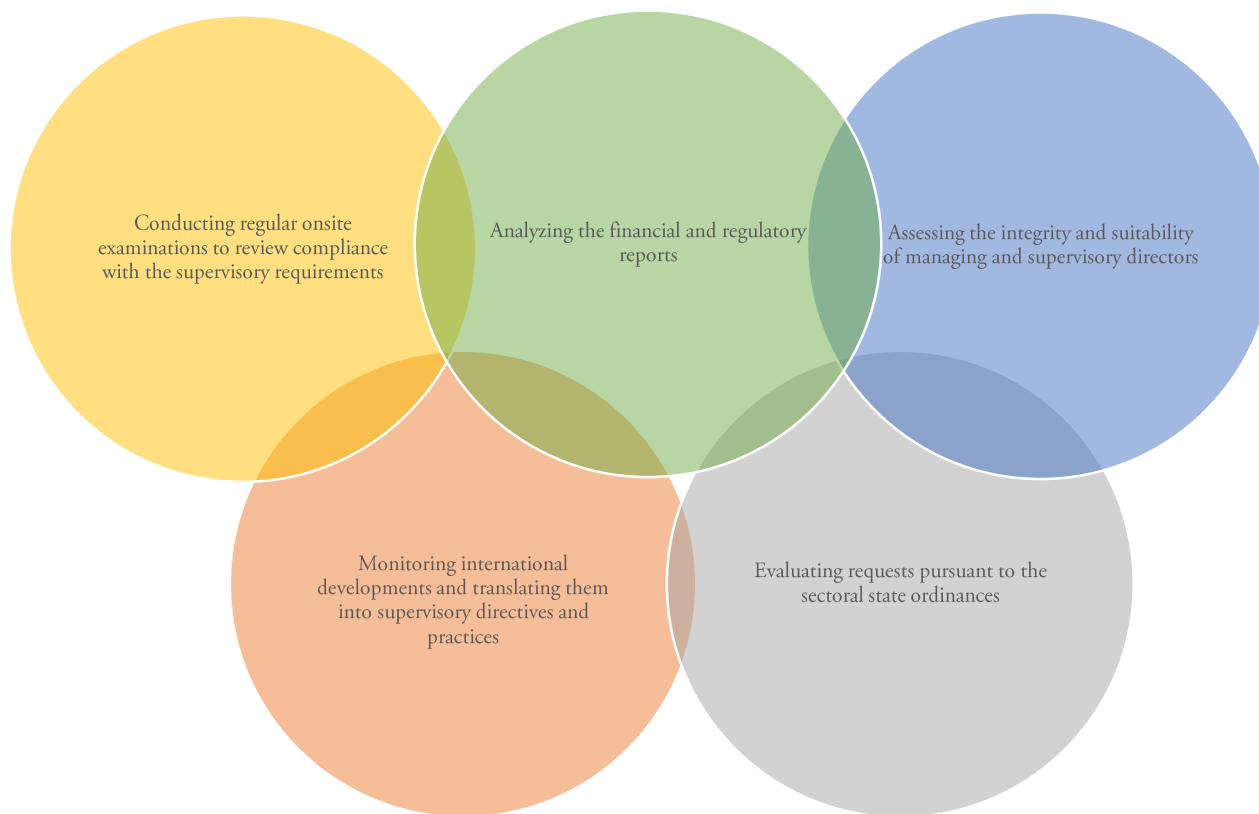 Conducting regular onsite
examinations to review compliance
with the supervisory requirements
Analyzing the financial and regulatory
reports
Assessing the integrity and suitability
of managing and supervisory directors
Monitoring international
developments and translating them
into supervisory directives and
practices
Evaluating requests pursuant to the
sectoral state ordinances